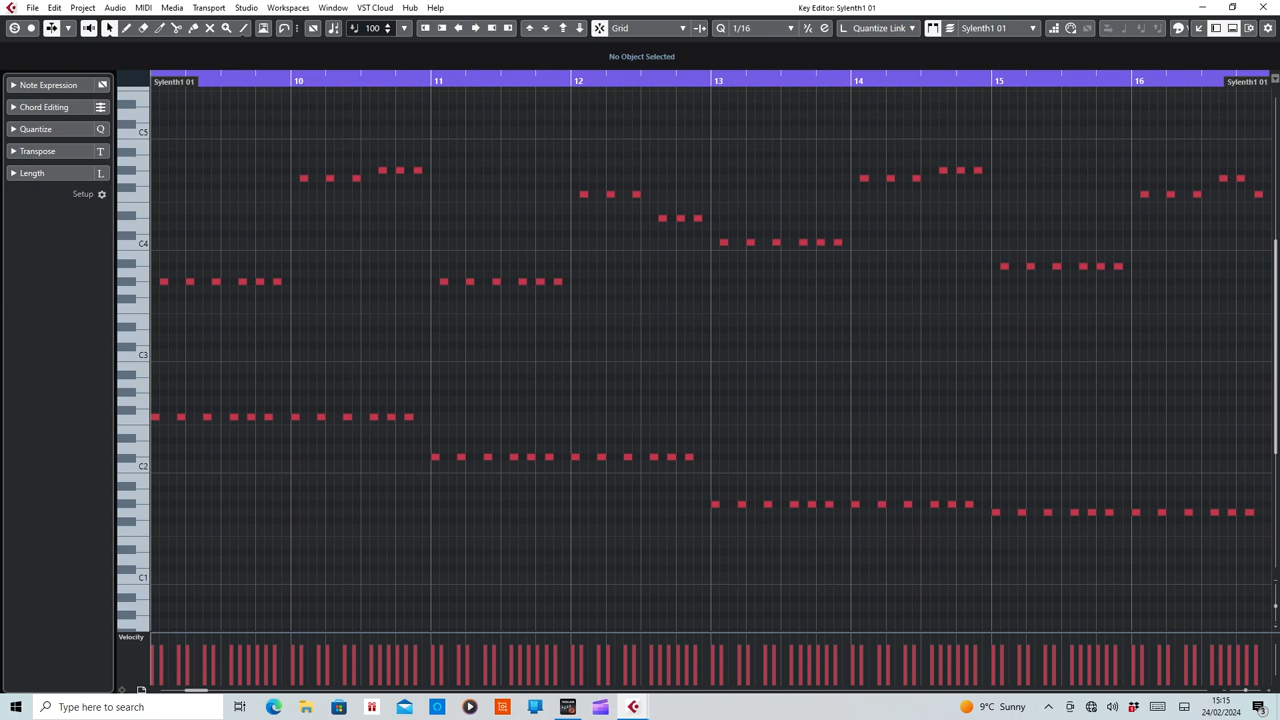 File Edit Project Audio MIDI Media Transport Studio Workspaces Window VST Cloud Hub Help
Key Editor: Sylenth1 01
S 100 Grid Q 1/16 L Quantize Link Sylenth1 01
No Object Selected
Note Expression
Chord Editing
Quantize Q
Transpose T
Length L
Setup
Sylenth1 01 10 11 12 13 14 15 16 Sylenth1 01
C5
C4
C3
C2
C1
Velocity
Type here to search
9°C Sunny
15:15
24/02/2024